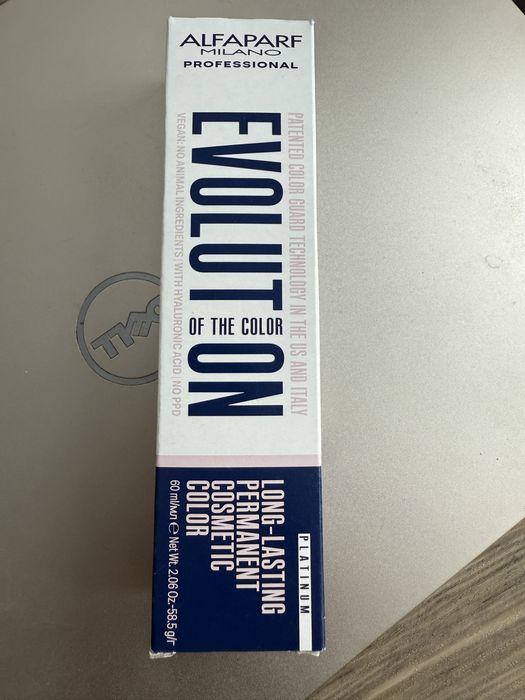 ALFAPARF
MILANO
PROFESSIONAL
PATENTED COLOR GUARD TECHNOLOGY IN THE US AND ITALY
EVOLUTION
OF THE COLOR
VEGAN: NO ANIMAL INGREDIENTS | WITH HYALURONIC ACID | NO PPD
PLATINUM
LONG-LASTING
PERMANENT
COSMETIC
COLOR
60 ml/мл ℮ Net Wt. 2.06 Oz.-58.5 g/г
DELL